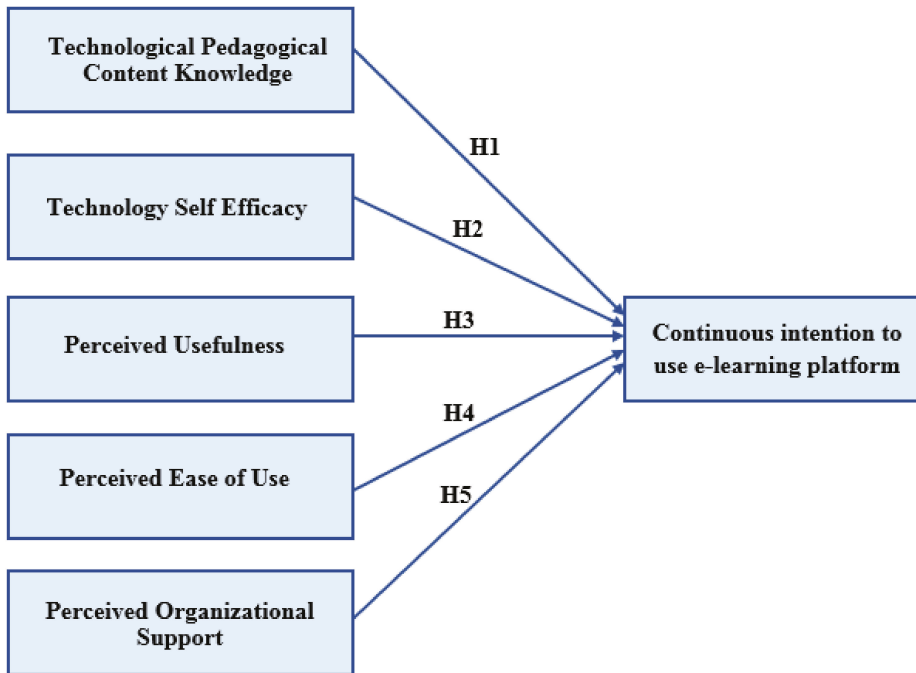 Technological Pedagogical
Content Knowledge
H1
Technology Self Efficacy
H2
Perceived Usefulness
H3
Continuous intention to
use e-learning platform
Perceived Ease of Use
H4
H5
Perceived Organizational
Support